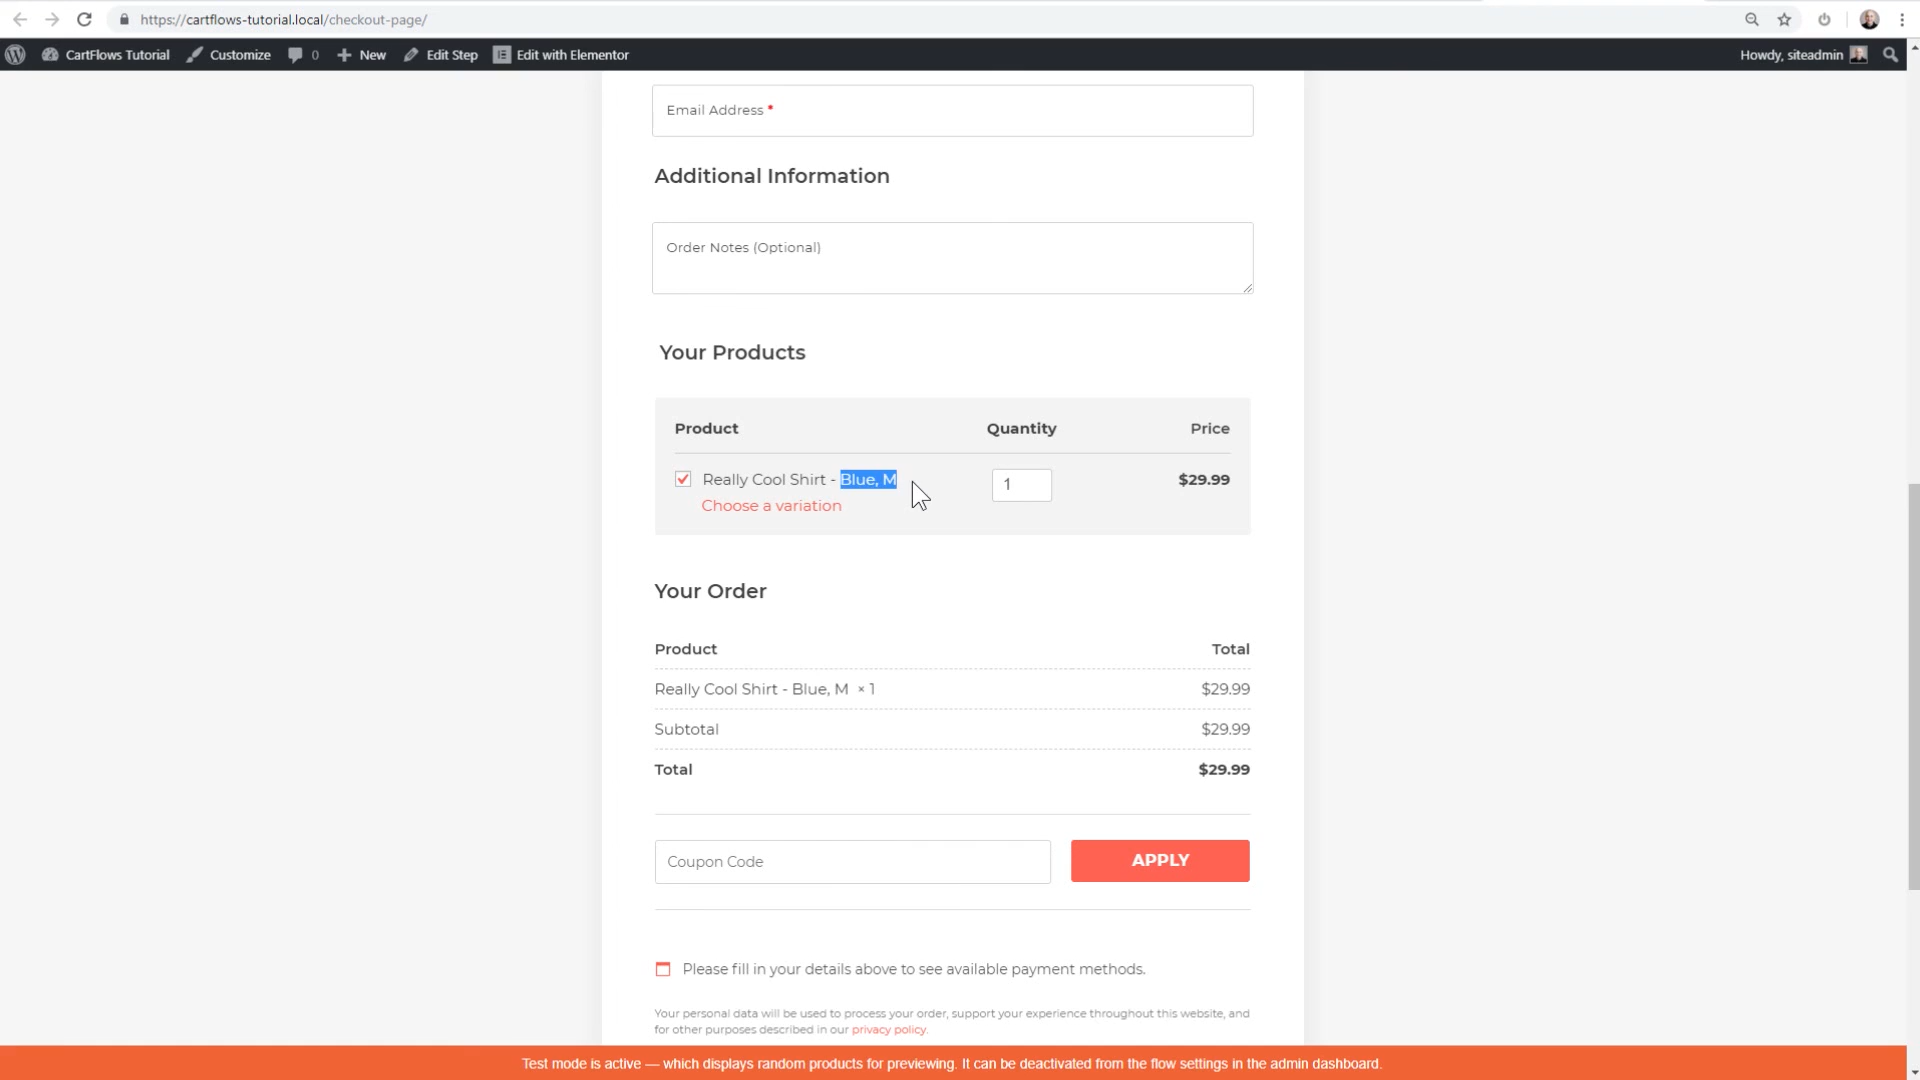 https://cartflows-tutorial.local/checkout-page/
CartFlows Tutorial Customize 0 New Edit Step Edit with Elementor Howdy, siteadmin
Email Address *
Additional Information
Order Notes (Optional)
Your Products
Product Quantity Price
Really Cool Shirt - Blue, M 1 $29.99
Choose a variation
Your Order
Product Total
Really Cool Shirt - Blue, M × 1 $29.99
Subtotal $29.99
Total $29.99
Coupon Code APPLY
Please fill in your details above to see available payment methods.
Your personal data will be used to process your order, support your experience throughout this website, and
for other purposes described in our privacy policy.
Test mode is active — which displays random products for previewing. It can be deactivated from the flow settings in the admin dashboard.